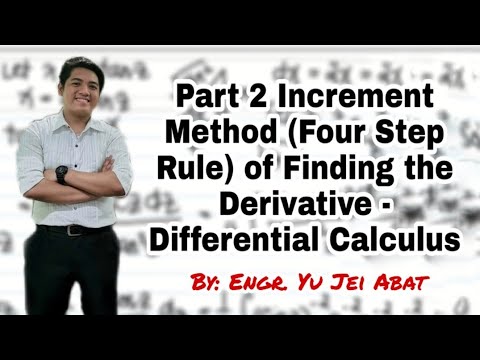 Part 2 Increment
Method (Four Step
Rule) of Finding the
Derivative -
Differential Calculus
By: Engr. Yu Jei Abat